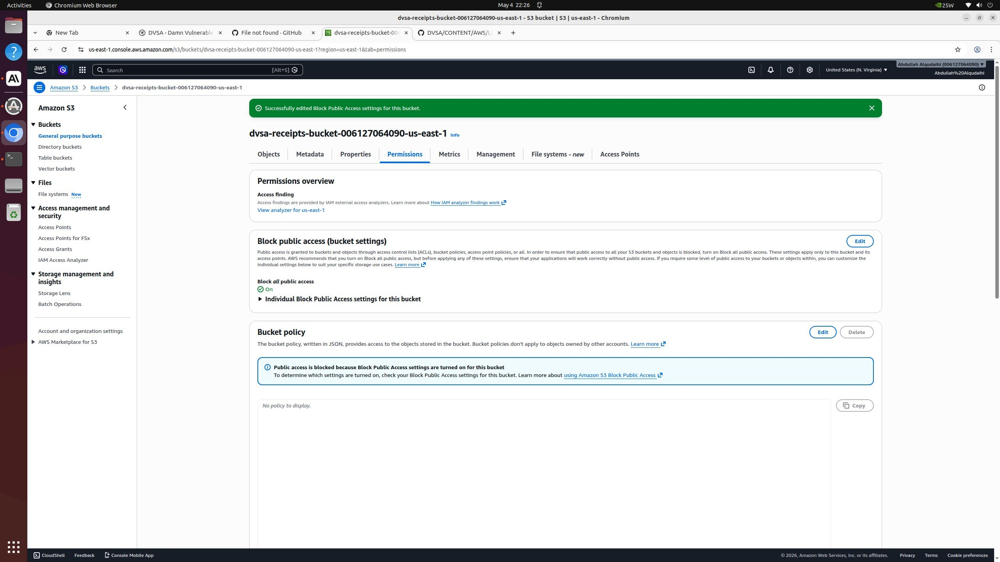 Activities
Chromium Web Browser
May 4 22:26
25W
dvsa-receipts-bucket-006127064090-us-east-1 - S3 bucket | S3 | us-east-1 - Chromium
New Tab
DVSA - Damn Vulnerable
File not found · GitHub
dvsa-receipts-bucket-006
DVSA/CONTENT/AWS/LE
us-east-1.console.aws.amazon.com/s3/buckets/dvsa-receipts-bucket-006127064090-us-east-1?region=us-east-1&tab=permissions
aws
Search
[Alt+S]
United States (N. Virginia)
Abdullah Alqudaihi (006127064090)
Abdullah%20Alqudaihi
Amazon S3
Buckets
dvsa-receipts-bucket-006127064090-us-east-1
Amazon S3
Buckets
General purpose buckets
Directory buckets
Table buckets
Vector buckets
Files
File systems New
Access management and
security
Access Points
Access Points for FSx
Access Grants
IAM Access Analyzer
Storage management and
insights
Storage Lens
Batch Operations
Account and organization settings
AWS Marketplace for S3
Successfully edited Block Public Access settings for this bucket.
dvsa-receipts-bucket-006127064090-us-east-1 Info
Objects
Metadata
Properties
Permissions
Metrics
Management
File systems - new
Access Points
Permissions overview
Access finding
Access findings are provided by IAM external access analyzers. Learn more about How IAM analyzer findings work
View analyzer for us-east-1
Block public access (bucket settings)
Edit
Public access is granted to buckets and objects through access control lists (ACLs), bucket policies, access point policies, or all. In order to ensure that public access to all your S3 buckets and objects is blocked, turn on Block all public access. These settings apply only to this bucket and its
access points. AWS recommends that you turn on Block all public access, but before applying any of these settings, ensure that your applications will work correctly without public access. If you require some level of public access to your buckets or objects within, you can customize the
individual settings below to suit your specific storage use cases. Learn more
Block all public access
On
Individual Block Public Access settings for this bucket
Bucket policy
Edit
Delete
The bucket policy, written in JSON, provides access to the objects stored in the bucket. Bucket policies don't apply to objects owned by other accounts. Learn more
Public access is blocked because Block Public Access settings are turned on for this bucket
To determine which settings are turned on, check your Block Public Access settings for this bucket. Learn more about using Amazon S3 Block Public Access
No policy to display.
Copy
CloudShell
Feedback
Console Mobile App
© 2026, Amazon Web Services, Inc. or its affiliates.
Privacy
Terms
Cookie preferences